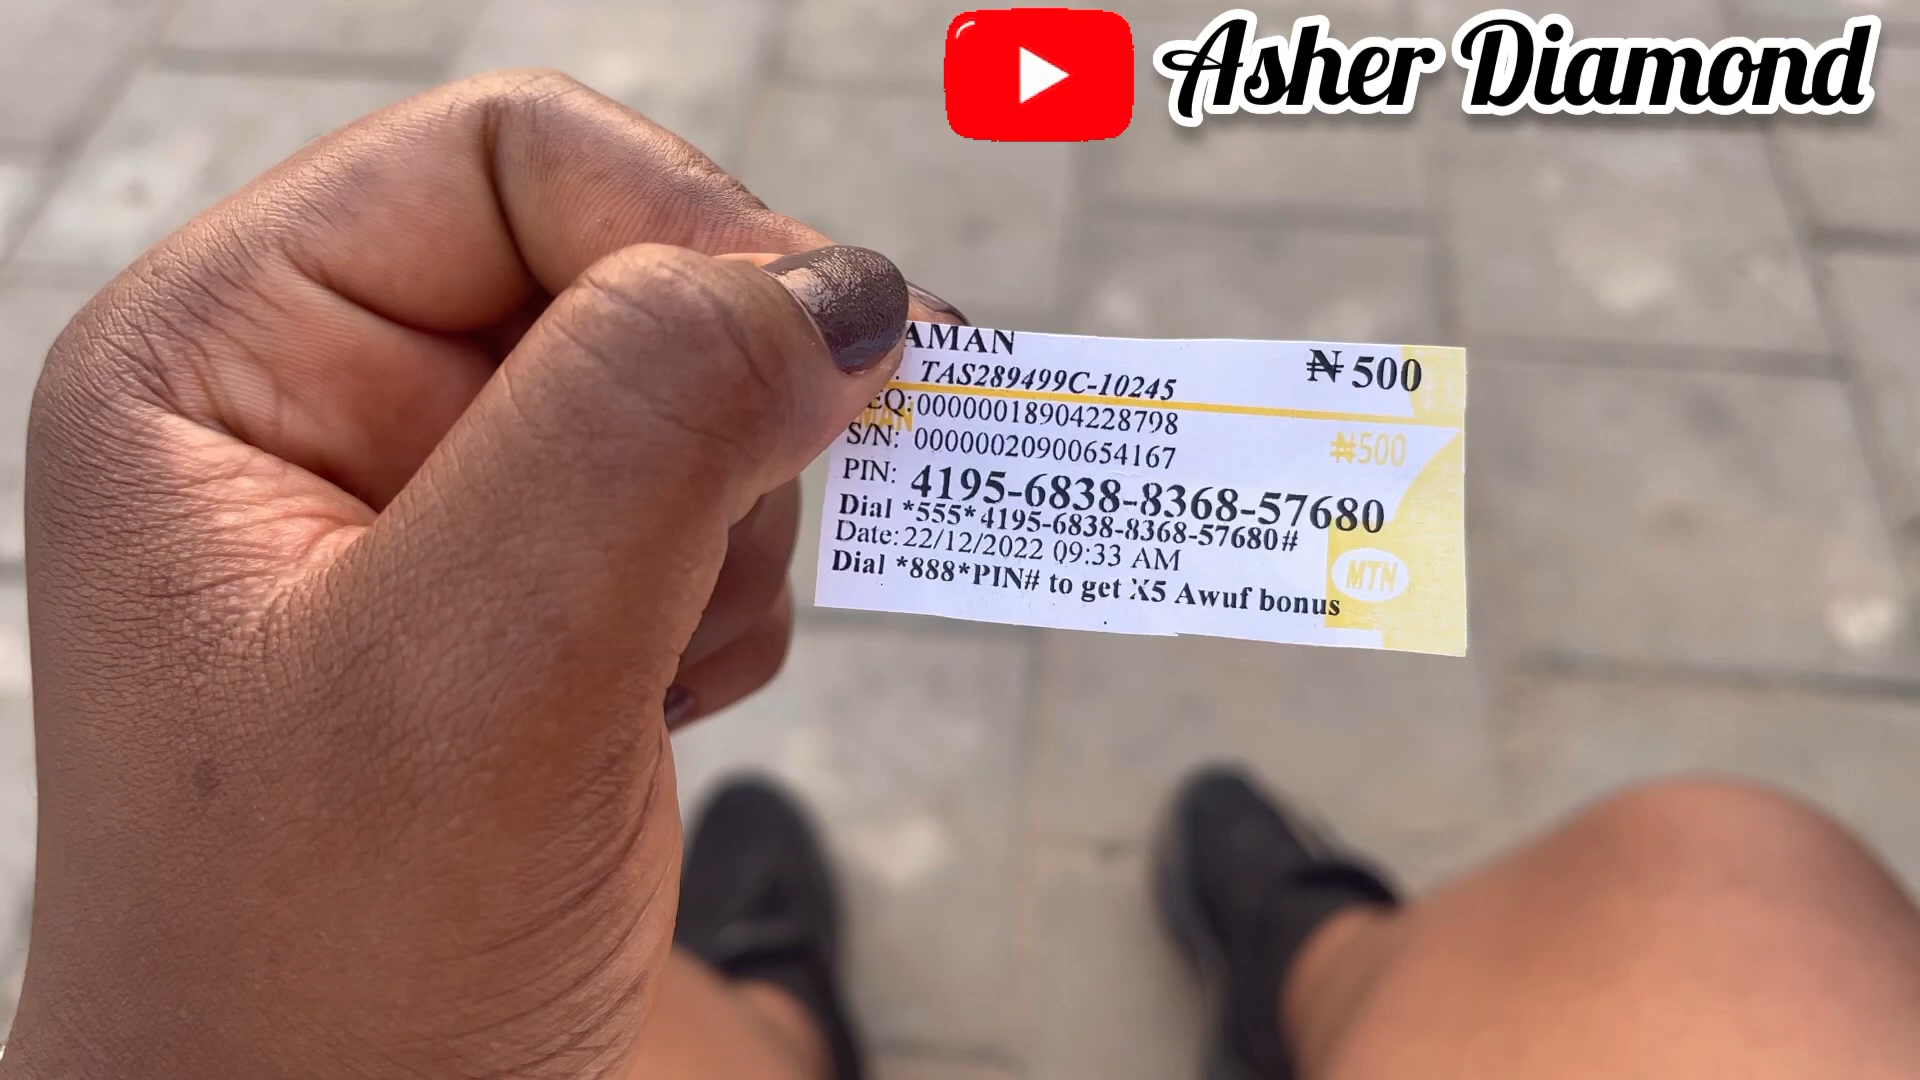 Asher Diamond
AMAN
₦ 500
TAS289499C-10245
EQ: 00000018904228798
S/N: 00000020900654167
₦500
PIN: 4195-6838-8368-57680
Dial *555*4195-6838-8368-57680#
Date: 22/12/2022 09:33 AM
MTN
Dial *888*PIN# to get X5 Awuf bonus